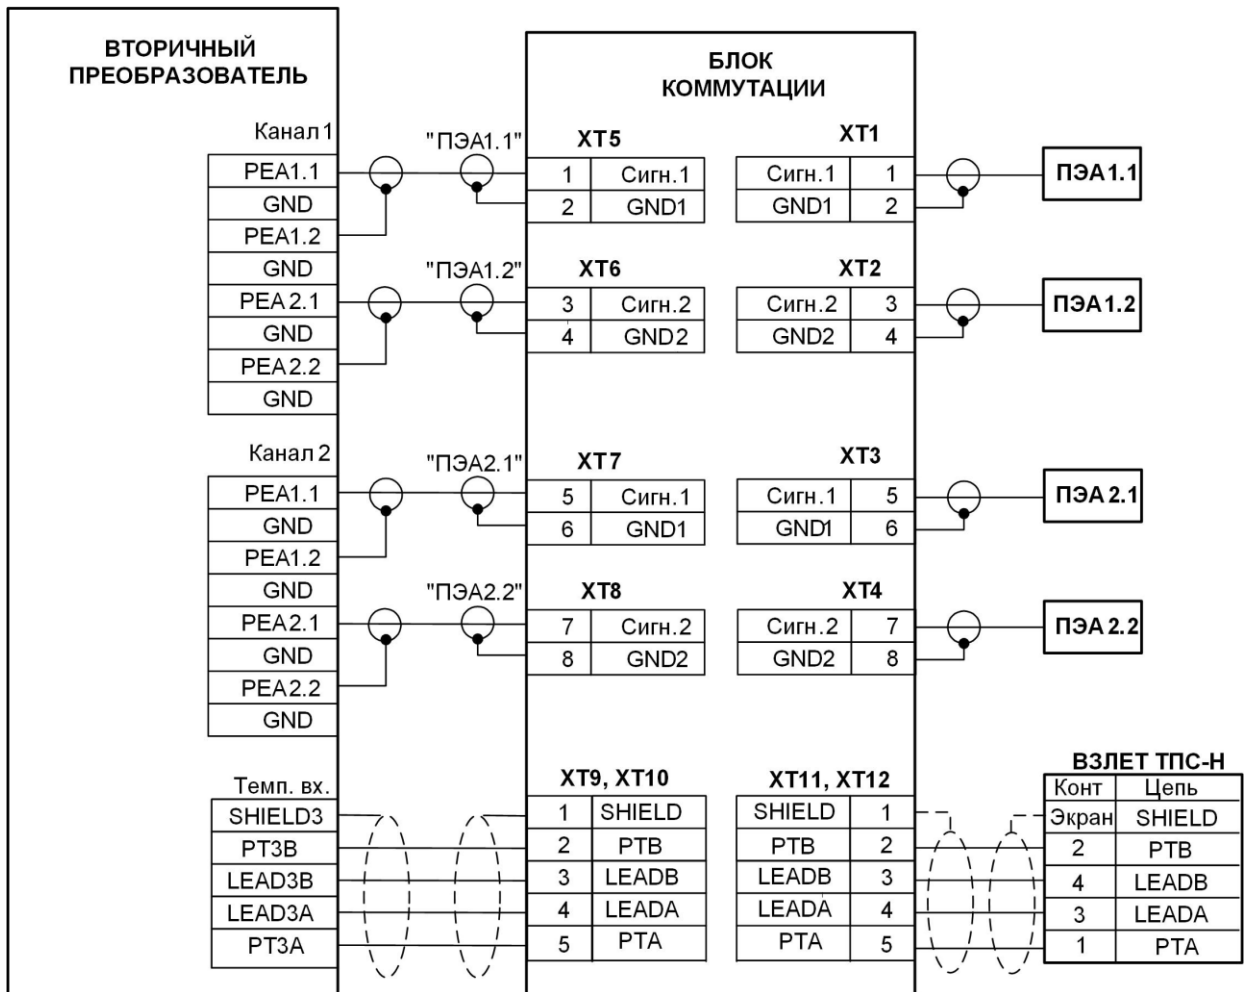 ВТОРИЧНЫЙ
ПРЕОБРАЗОВАТЕЛЬ
БЛОК
КОММУТАЦИИ
Канал 1
"ПЭА1.1"
XT5
XT1
PEA1.1
1 Сигн.1
Сигн.1 1
ПЭА1.1
GND
2 GND1
GND1 2
PEA1.2
GND
"ПЭА1.2"
XT6
XT2
PEA 2.1
3 Сигн.2
Сигн.2 3
ПЭА1.2
GND
4 GND2
GND2 4
PEA2.2
GND
Канал 2
"ПЭА2.1"
XT7
XT3
PEA1.1
5 Сигн.1
Сигн.1 5
ПЭА 2.1
GND
6 GND1
GND1 6
PEA1.2
GND
"ПЭА2.2"
XT8
XT4
PEA2.1
7 Сигн.2
Сигн.2 7
ПЭА 2.2
GND
8 GND2
GND2 8
PEA2.2
GND
Темп. вх.
XT9, XT10
XT11, XT12
ВЗЛЕТ ТПС-Н
Конт Цепь
SHIELD3
1 SHIELD
SHIELD 1
Экран SHIELD
PT3B
2 PTB
PTB 2
2 PTB
LEAD3B
3 LEADB
LEADB 3
4 LEADB
LEAD3A
4 LEADA
LEADA 4
3 LEADA
PT3A
5 PTA
PTA 5
1 PTA